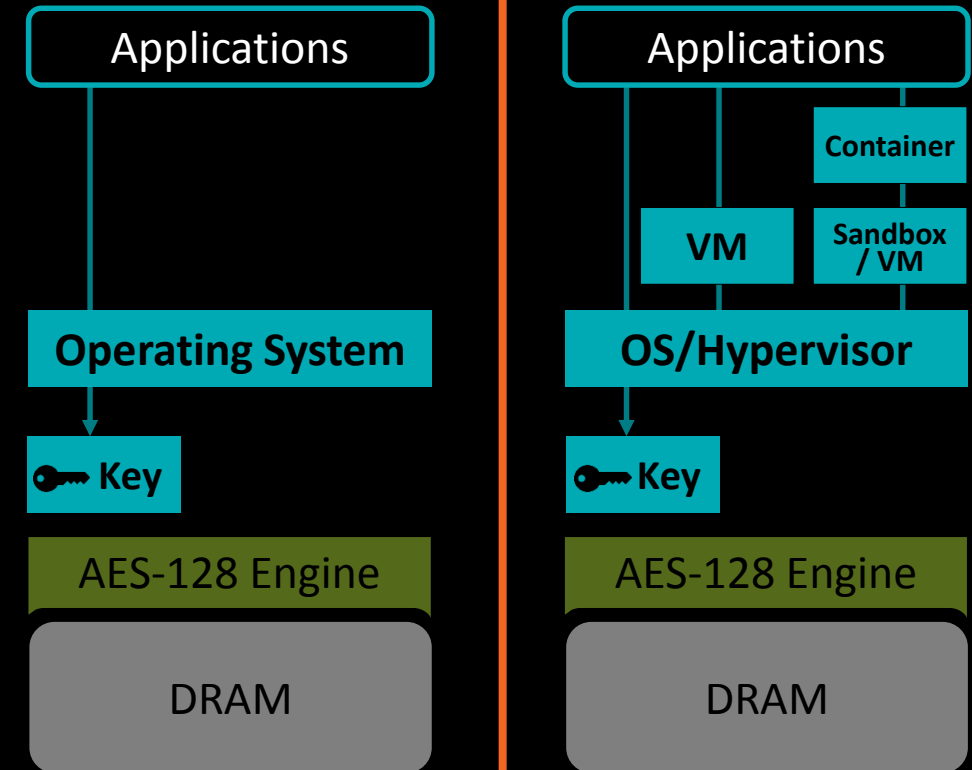 Applications
Operating System
Key
AES-128 Engine
DRAM
Applications
Container
VM
Sandbox
/ VM
OS/Hypervisor
Key
AES-128 Engine
DRAM